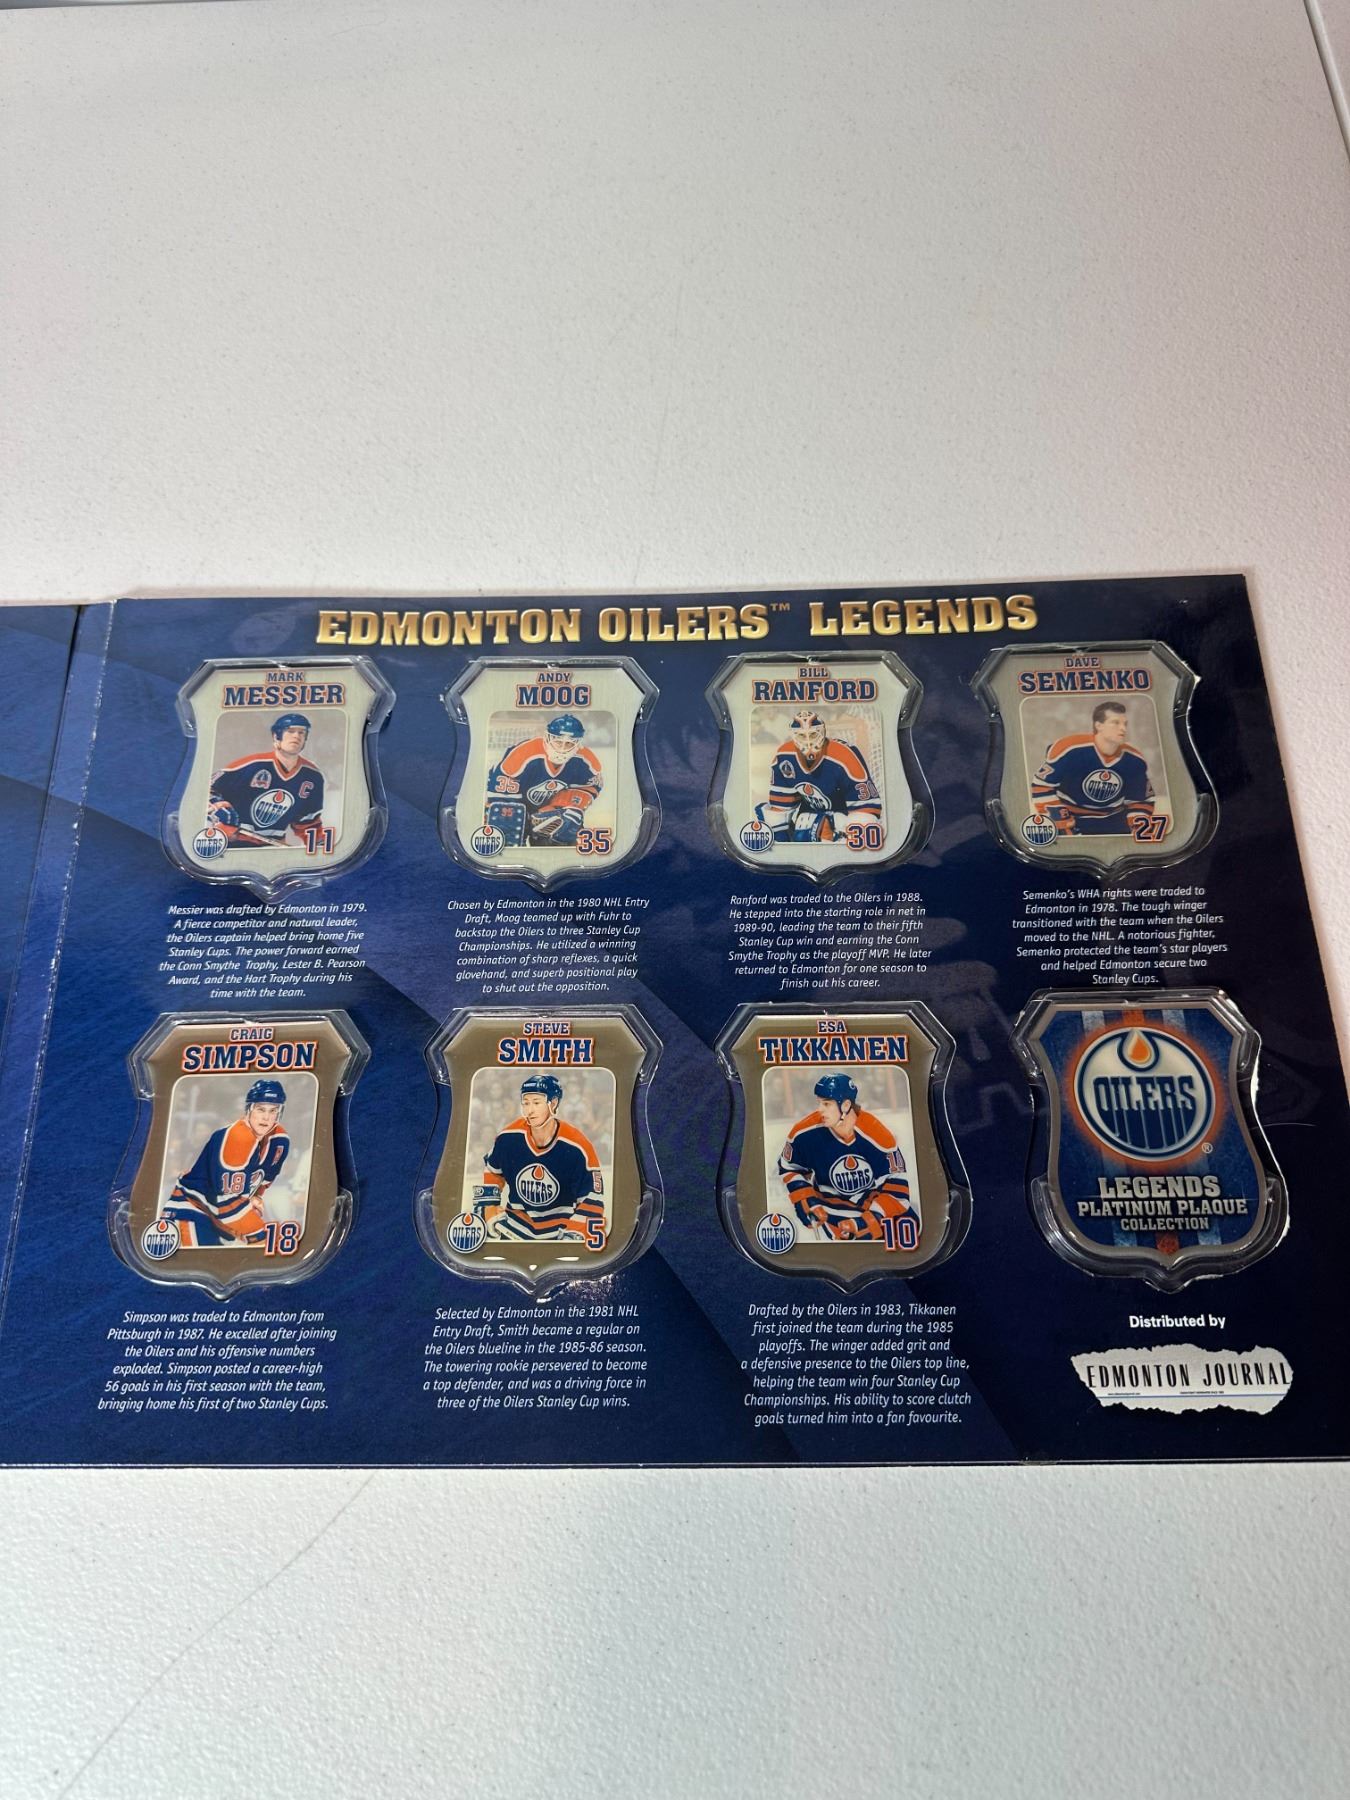 EDMONTON OILERS™ LEGENDS
MARK
MESSIER
C
OILERS
OILERS
11
Messier was drafted by Edmonton in 1979.
A fierce competitor and natural leader,
the Oilers captain helped bring home five
Stanley Cups. The power forward earned
the Conn Smythe Trophy, Lester B. Pearson
Award, and the Hart Trophy during his
time with the team.
ANDY
MOOG
35
35
OILERS
35
Chosen by Edmonton in the 1980 NHL Entry
Draft, Moog teamed up with Fuhr to
backstop the Oilers to three Stanley Cup
Championships. He utilized a winning
combination of sharp reflexes, a quick
glovehand, and superb positional play
to shut out the opposition.
BILL
RANFORD
OILERS
30
Ranford was traded to the Oilers in 1988.
He stepped into the starting role in net in
1989-90, leading the team to their fifth
Stanley Cup win and earning the Conn
Smythe Trophy as the playoff MVP. He later
returned to Edmonton for one season to
finish out his career.
DAVE
SEMENKO
OILERS
OILERS
27
Semenko's WHA rights were traded to
Edmonton in 1978. The tough winger
transitioned with the team when the Oilers
moved to the NHL. A notorious fighter,
Semenko protected the team's star players
and helped Edmonton secure two
Stanley Cups.
CRAIG
SIMPSON
18
OILERS
18
Simpson was traded to Edmonton from
Pittsburgh in 1987. He excelled after joining
the Oilers and his offensive numbers
exploded. Simpson posted a career-high
56 goals in his first season with the team,
bringing home his first of two Stanley Cups.
STEVE
SMITH
5
OILERS
OILERS
5
Selected by Edmonton in the 1981 NHL
Entry Draft, Smith became a regular on
the Oilers blueline in the 1985-86 season.
The towering rookie persevered to become
a top defender, and was a driving force in
three of the Oilers Stanley Cup wins.
ESA
TIKKANEN
OILERS
OILERS
10
Drafted by the Oilers in 1983, Tikkanen
first joined the team during the 1985
playoffs. The winger added grit and
a defensive presence to the Oilers top line,
helping the team win four Stanley Cup
Championships. His ability to score clutch
goals turned him into a fan favourite.
OILERS
®
LEGENDS
PLATINUM PLAQUE
COLLECTION
Distributed by
EDMONTON JOURNAL